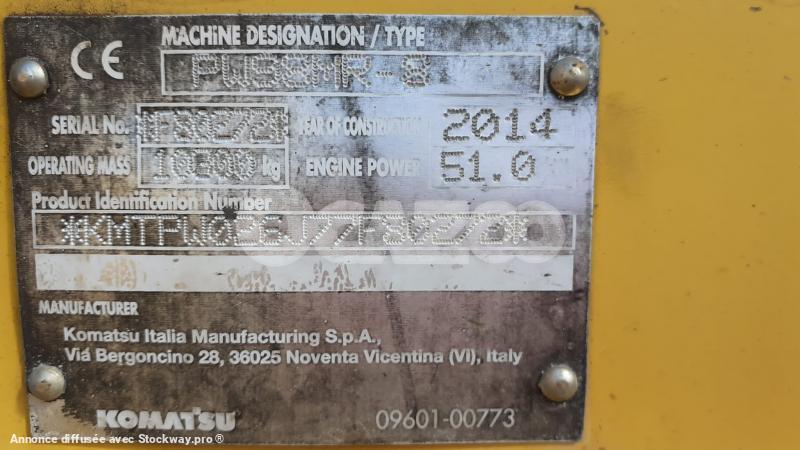 MACHINE DESIGNATION / TYPE
CE
PW98MR-8
SERIAL No. *F80272* YEAR OF CONSTRUCTION 2014
OPERATING MASS kg ENGINE POWER 51.0
Product Identification Number
MANUFACTURER
Komatsu Italia Manufacturing S.p.A.,
Viá Bergoncino 28, 36025 Noventa Vicentina (VI), Italy
KOMATSU 09601-00773
Annonce diffusée avec Stockway.pro®